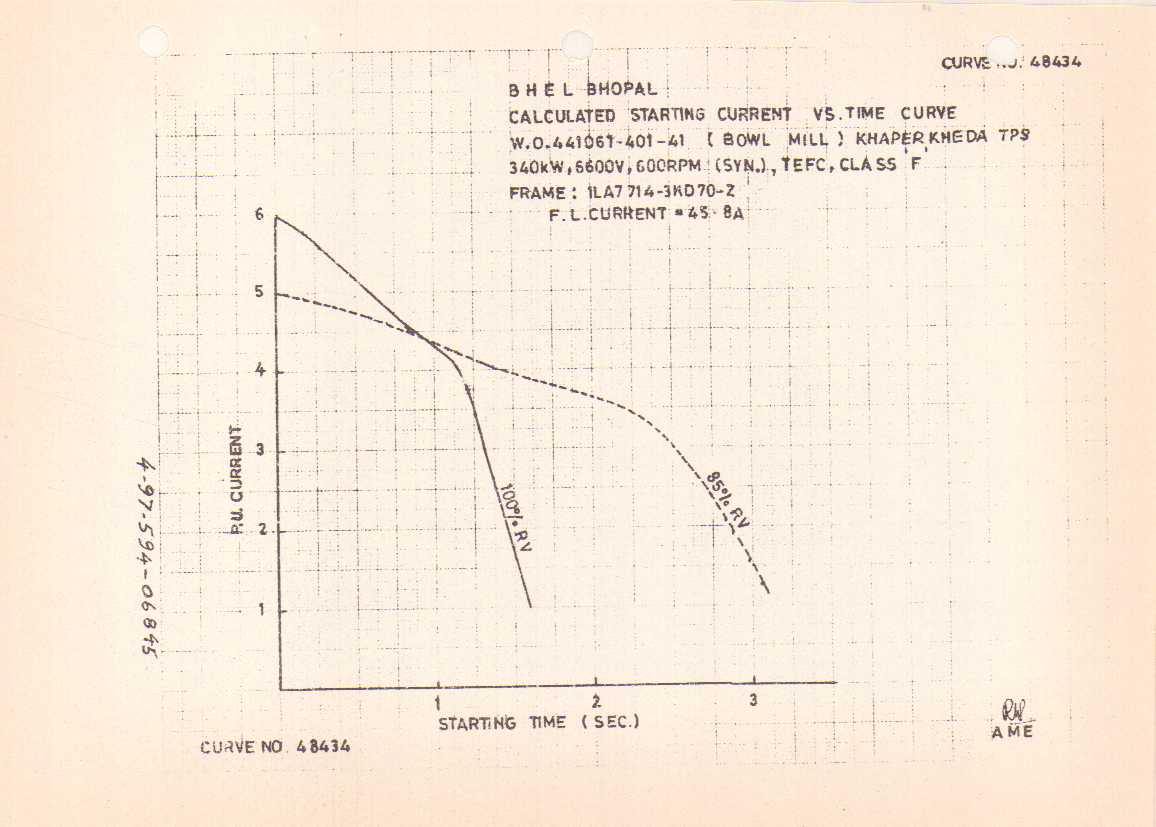 CURVE NO. 48434
BHEL BHOPAL
CALCULATED STARTING CURRENT VS. TIME CURVE
W.O.441061-401-41 ( BOWL MILL ) KHAPERKHEDA TPS
340kW, 6600V, 600RPM (SYN.), TEFC, CLASS 'F'
FRAME: 1LA7 714-3KD70-Z
F.L.CURRENT = 45.8A
6
5
4
3
2
1
P.U. CURRENT
4-97-594-06845
100% RV
85% RV
1 2 3
STARTING TIME (SEC.)
CURVE NO. 48434
AME